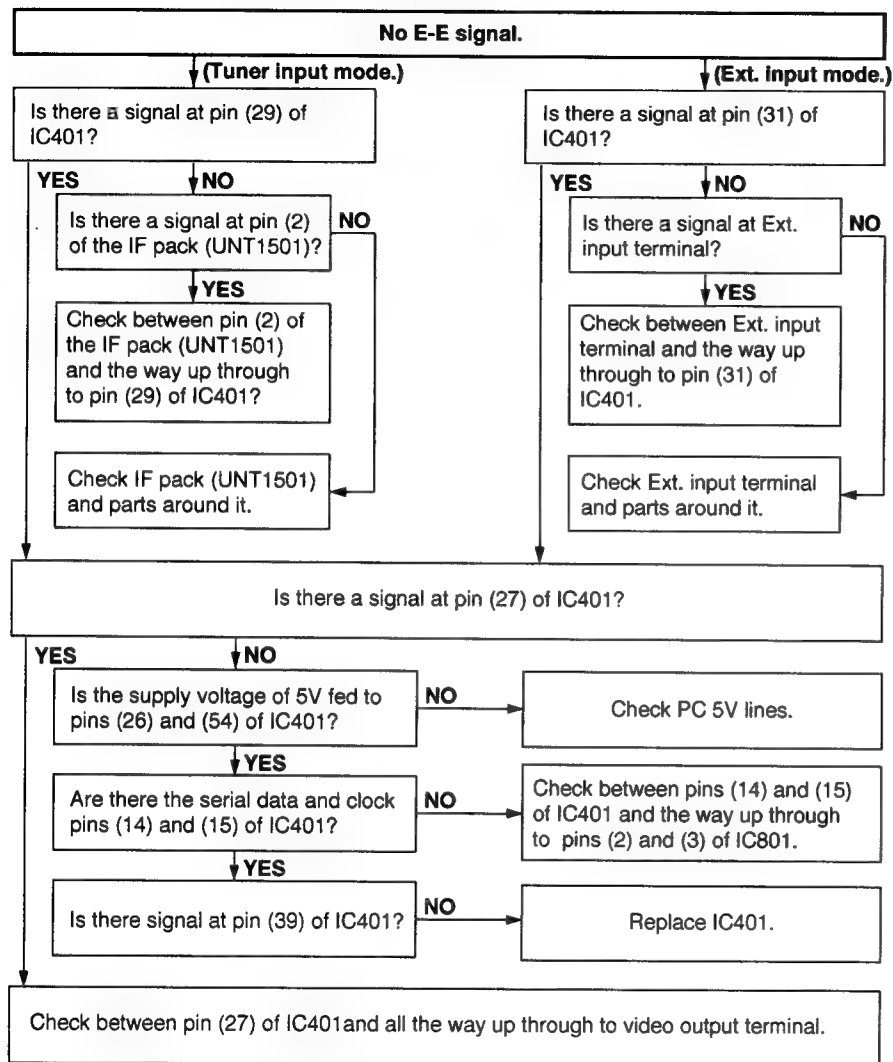 No E-E signal.
(Tuner input mode.)
(Ext. input mode.)
Is there a signal at pin (29) of
IC401?
Is there a signal at pin (31) of
IC401?
YES
NO
YES
NO
Is there a signal at pin (2)
of the IF pack (UNT1501)?
NO
Is there a signal at Ext.
input terminal?
NO
YES
YES
Check between pin (2) of
the IF pack (UNT1501)
and the way up through
to pin (29) of IC401?
Check between Ext. input
terminal and the way up
through to pin (31) of
IC401.
Check IF pack (UNT1501)
and parts around it.
Check Ext. input terminal
and parts around it.
Is there a signal at pin (27) of IC401?
YES
NO
Is the supply voltage of 5V fed to
pins (26) and (54) of IC401?
NO
Check PC 5V lines.
YES
Are there the serial data and clock
pins (14) and (15) of IC401?
NO
Check between pins (14) and (15)
of IC401 and the way up through
to pins (2) and (3) of IC801.
YES
Is there signal at pin (39) of IC401?
NO
Replace IC401.
Check between pin (27) of IC401and all the way up through to video output terminal.